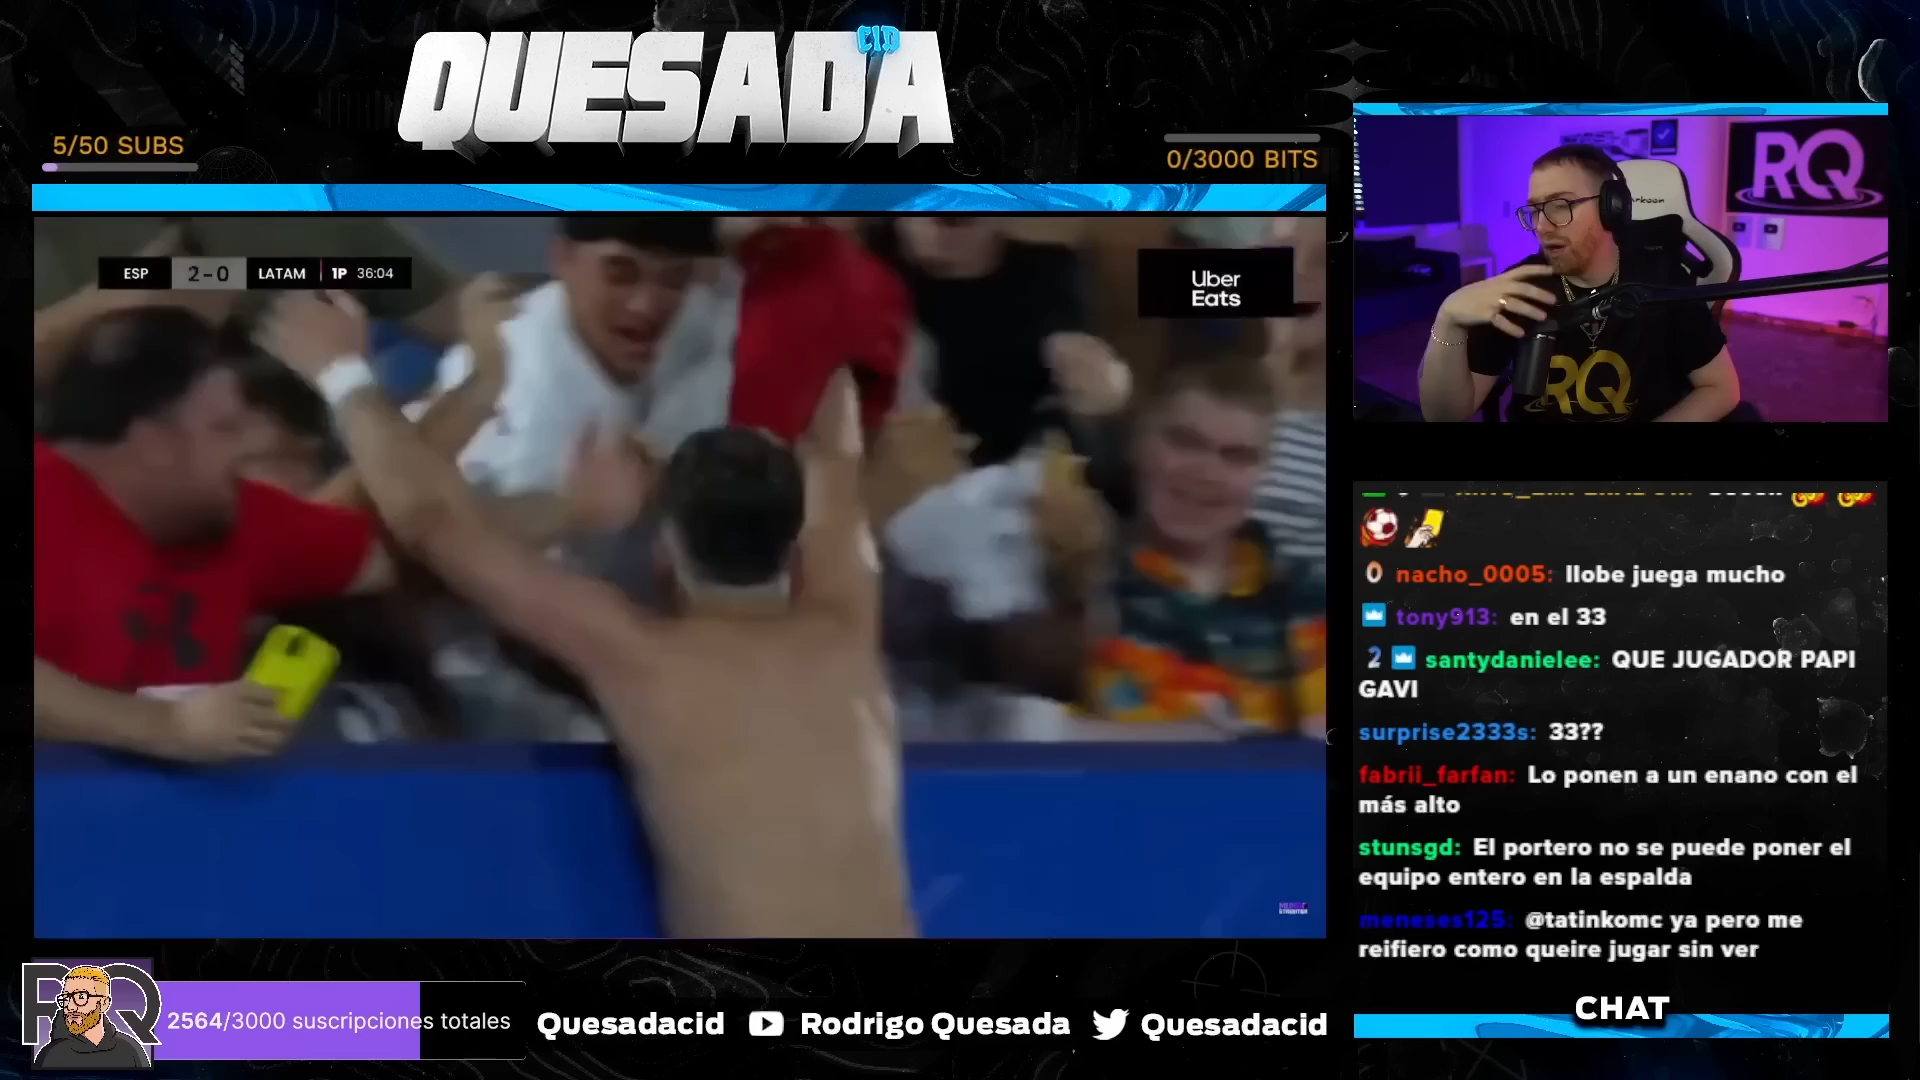 QUESADA
CID
5/50 SUBS
0/3000 BITS
RQ
ESP 2-0 LATAM 1P 36:04
Uber
Eats
RQ
nacho_0005: llobe juega mucho
tony913: en el 33
2 santydanielee: QUE JUGADOR PAPI
GAVI
surprise2333s: 33??
fabrii_farfan: Lo ponen a un enano con el
más alto
stunsgd: El portero no se puede poner el
equipo entero en la espalda
meneses125: @tatinkomc ya pero me
reifiero como queire jugar sin ver
CHAT
RQ
2564/3000 suscripciones totales
Quesadacid
Rodrigo Quesada
Quesadacid